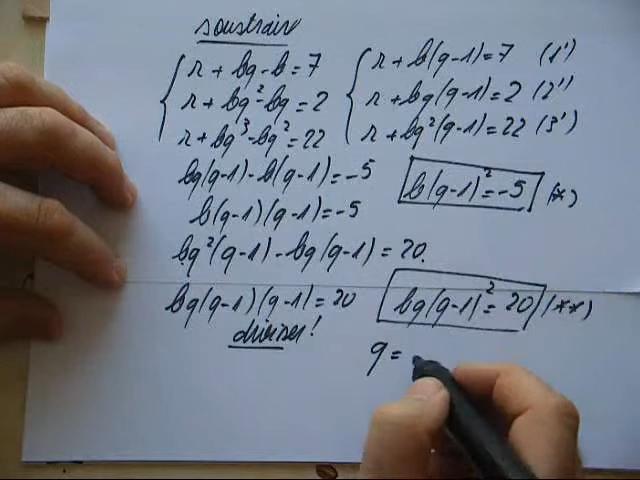 soustraire
r + bq - b = 7
r + bq² - bq = 2
r + bq³ - bq² = 22
r + b(q-1) = 7 (1')
r + bq(q-1) = 2 (2')
r + bq²(q-1) = 22 (3')
bq(q-1) - b(q-1) = -5
b(q-1)(q-1) = -5
b(q-1)² = -5 (*)
bq²(q-1) - bq(q-1) = 20.
bq(q-1)(q-1) = 20
bq(q-1)² = 20 (**)
diviser!
q =